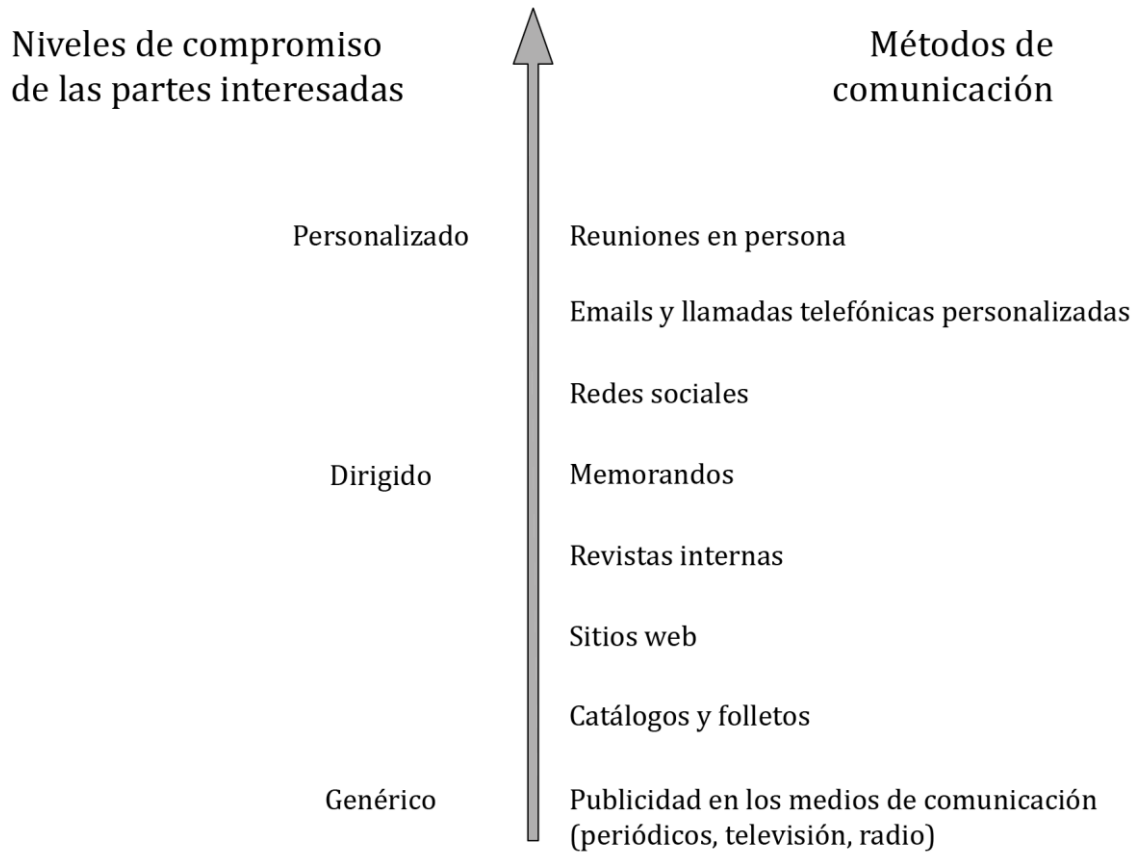 Niveles de compromiso
de las partes interesadas
Métodos de
comunicación
Personalizado
Reuniones en persona
Emails y llamadas telefónicas personalizadas
Redes sociales
Dirigido
Memorandos
Revistas internas
Sitios web
Catálogos y folletos
Genérico
Publicidad en los medios de comunicación
(periódicos, televisión, radio)